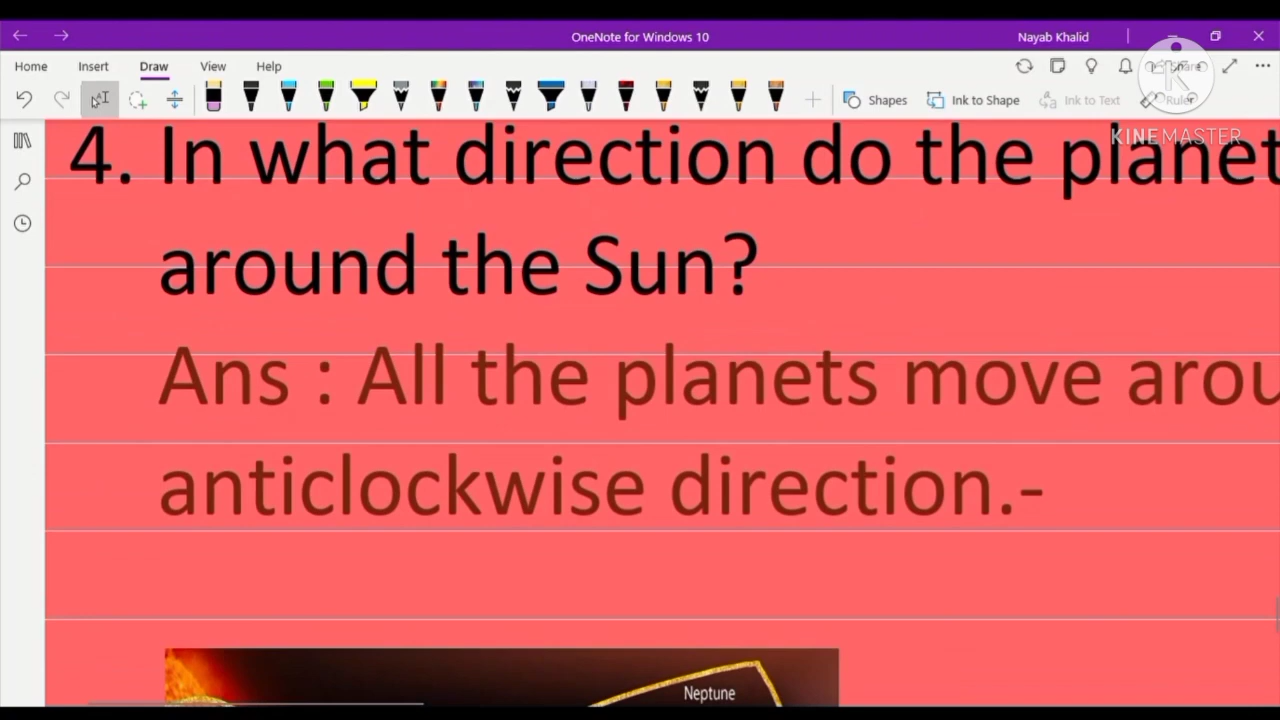 OneNote for Windows 10
Nayab Khalid
Home Insert Draw View Help
Share
Shapes Ink to Shape Ink to Text Ruler
KINEMASTER
4. In what direction do the planet
around the Sun?
Ans : All the planets move arou
anticlockwise direction.-
Neptune